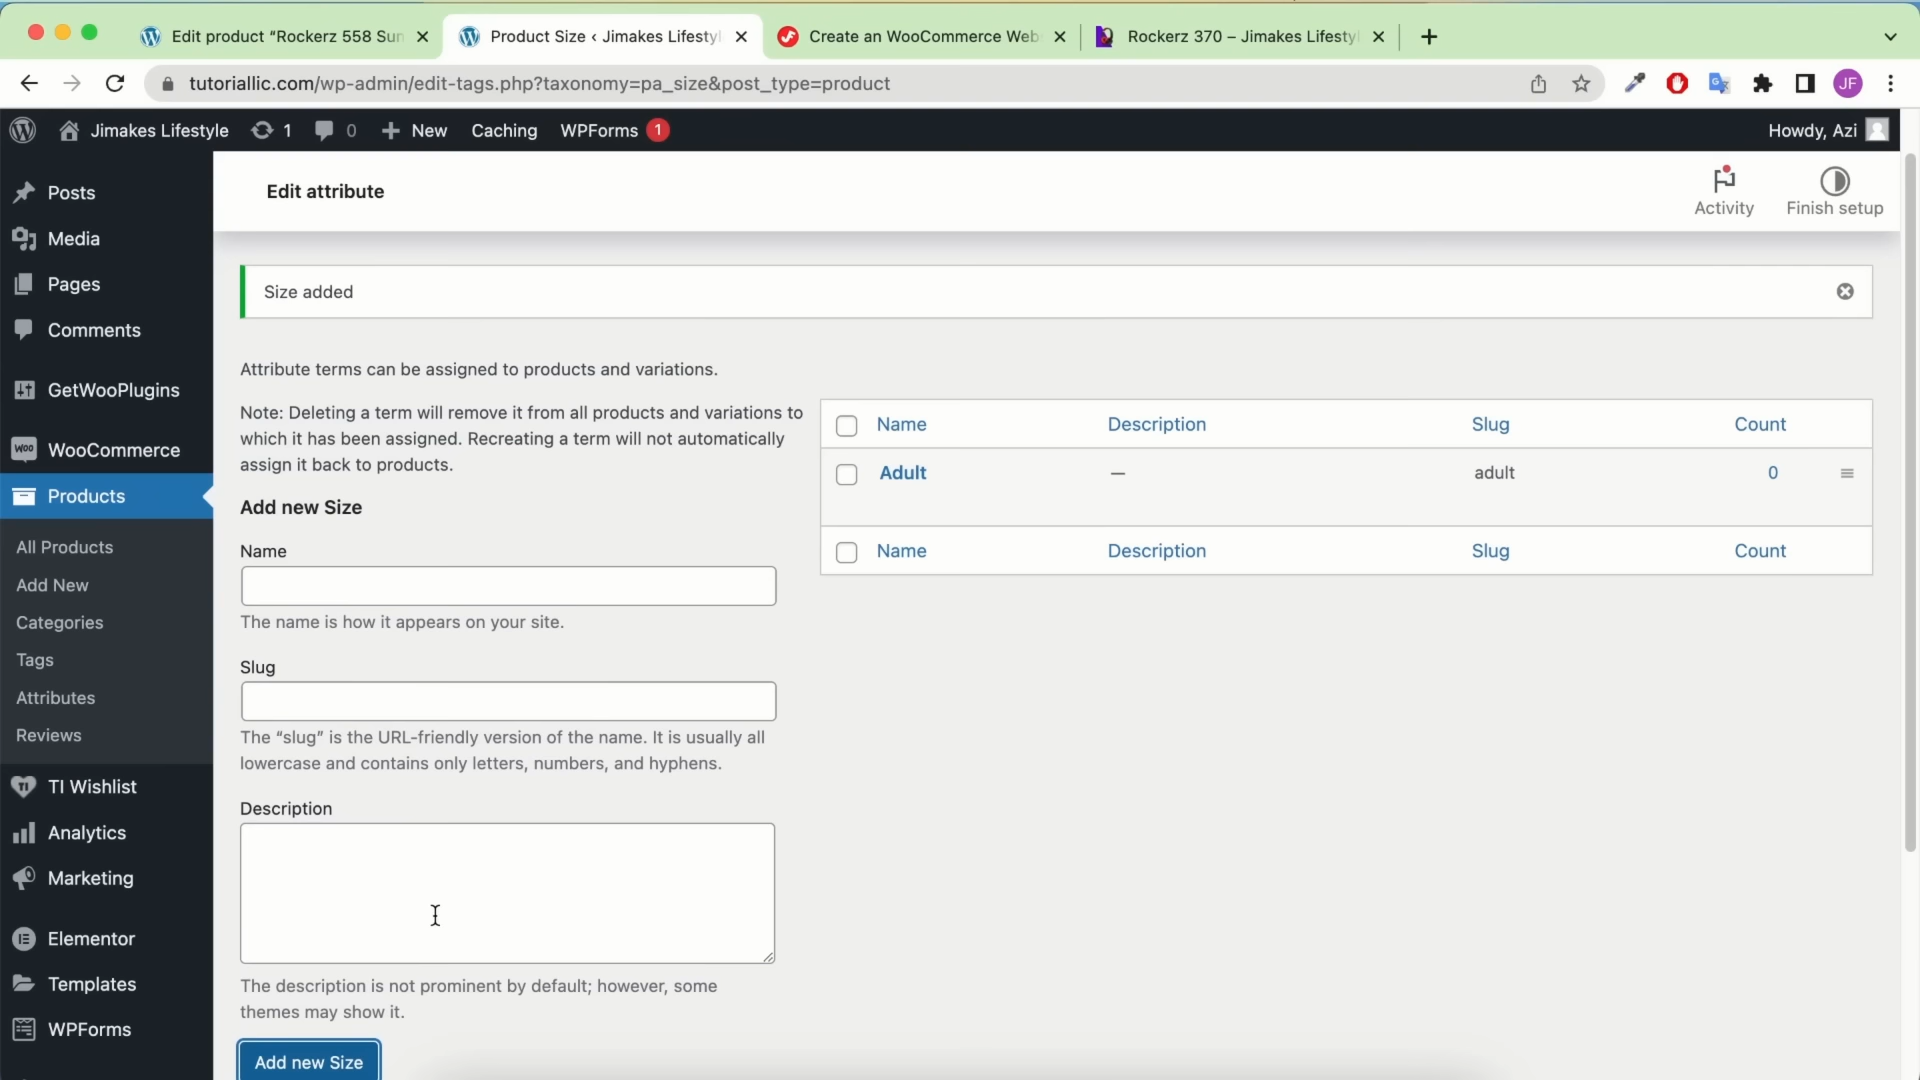 Edit product “Rockerz 558 Sun
Product Size ‹ Jimakes Lifestyl
Create an WooCommerce Web
Rockerz 370 – Jimakes Lifestyl
tutoriallic.com/wp-admin/edit-tags.php?taxonomy=pa_size&post_type=product
JF
Jimakes Lifestyle
1
0
New
Caching
WPForms
1
Howdy, Azi
Posts
Media
Pages
Comments
GetWooPlugins
WooCommerce
Products
All Products
Add New
Categories
Tags
Attributes
Reviews
TI Wishlist
Analytics
Marketing
Elementor
Templates
WPForms
Edit attribute
Activity
Finish setup
Size added
Attribute terms can be assigned to products and variations.
Note: Deleting a term will remove it from all products and variations to
which it has been assigned. Recreating a term will not automatically
assign it back to products.
Add new Size
Name
The name is how it appears on your site.
Slug
The “slug” is the URL-friendly version of the name. It is usually all
lowercase and contains only letters, numbers, and hyphens.
Description
The description is not prominent by default; however, some
themes may show it.
Add new Size
Name Description Slug Count
Adult — adult 0
Name Description Slug Count